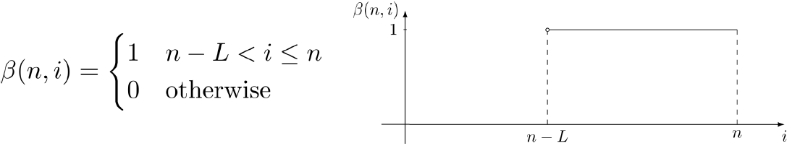 β(n, i) = { 1 n − L < i ≤ n
0 otherwise
β(n, i)
1
n − L
n
i